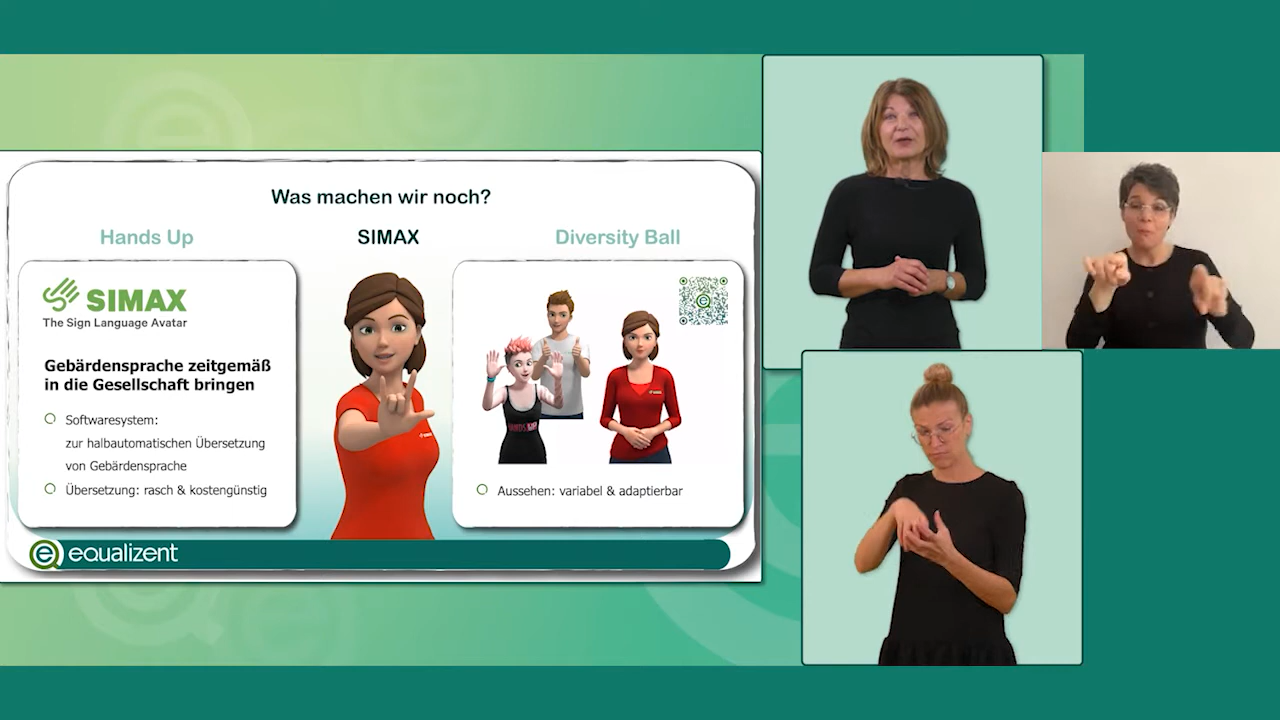 Was machen wir noch?
Hands Up
SIMAX
Diversity Ball
SIMAX
The Sign Language Avatar
Gebärdensprache zeitgemäß
in die Gesellschaft bringen
Softwaresystem:
zur halbautomatischen Übersetzung
von Gebärdensprache
Übersetzung: rasch & kostengünstig
Aussehen: variabel & adaptierbar
equalizent